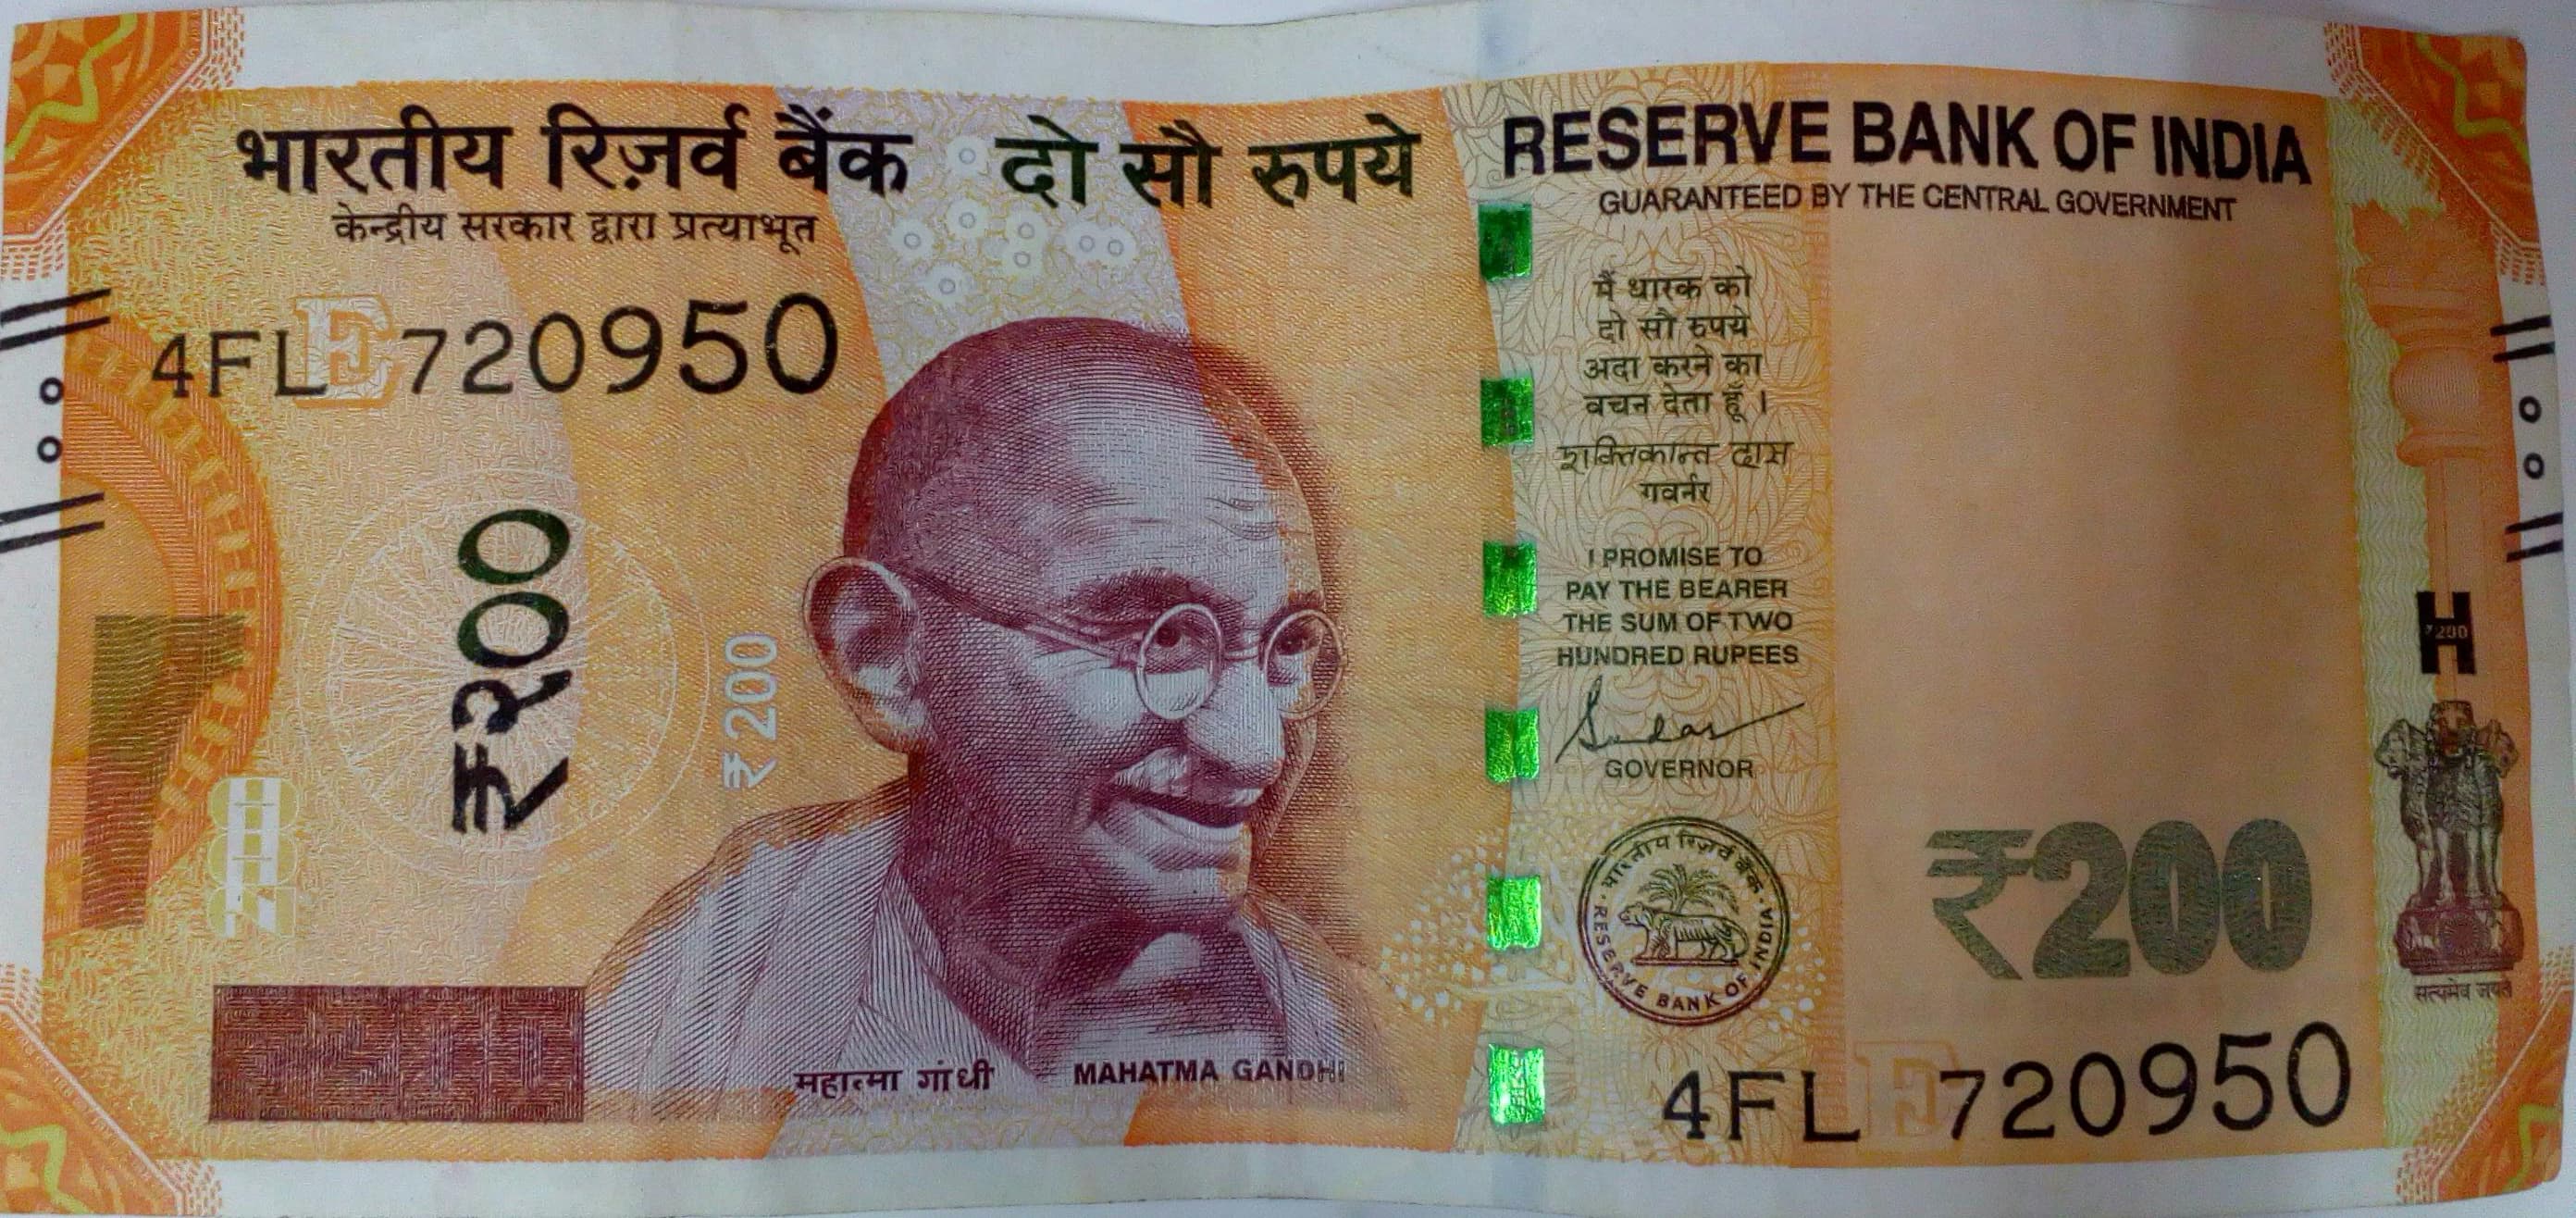 भारतीय रिज़र्व बैंक
केन्द्रीय सरकार द्वारा प्रत्याभूत
दो सौ रुपये
RESERVE BANK OF INDIA
GUARANTEED BY THE CENTRAL GOVERNMENT
4FL 720950
E
₹२००
₹200
मैं धारक को
दो सौ रुपये
अदा करने का
वचन देता हूँ ।
शक्तिकान्त दास
गवर्नर
I PROMISE TO
PAY THE BEARER
THE SUM OF TWO
HUNDRED RUPEES
GOVERNOR
भारतीय रिज़र्व बैंक
RESERVE BANK OF INDIA
₹200
₹200
सत्यमेव जयते
महात्मा गांधी
MAHATMA GANDHI
4FL 720950
E